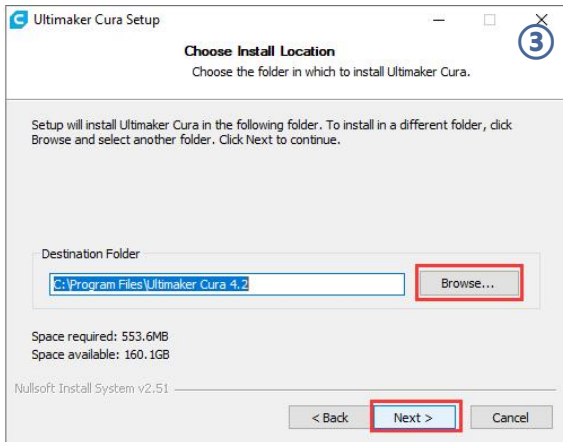 Ultimaker Cura Setup
③
Choose Install Location
Choose the folder in which to install Ultimaker Cura.
Setup will install Ultimaker Cura in the following folder. To install in a different folder, click
Browse and select another folder. Click Next to continue.
Destination Folder
C:\Program Files\Ultimaker Cura 4.2
Browse...
Space required: 553.6MB
Space available: 160.1GB
Nullsoft Install System v2.51
< Back
Next >
Cancel